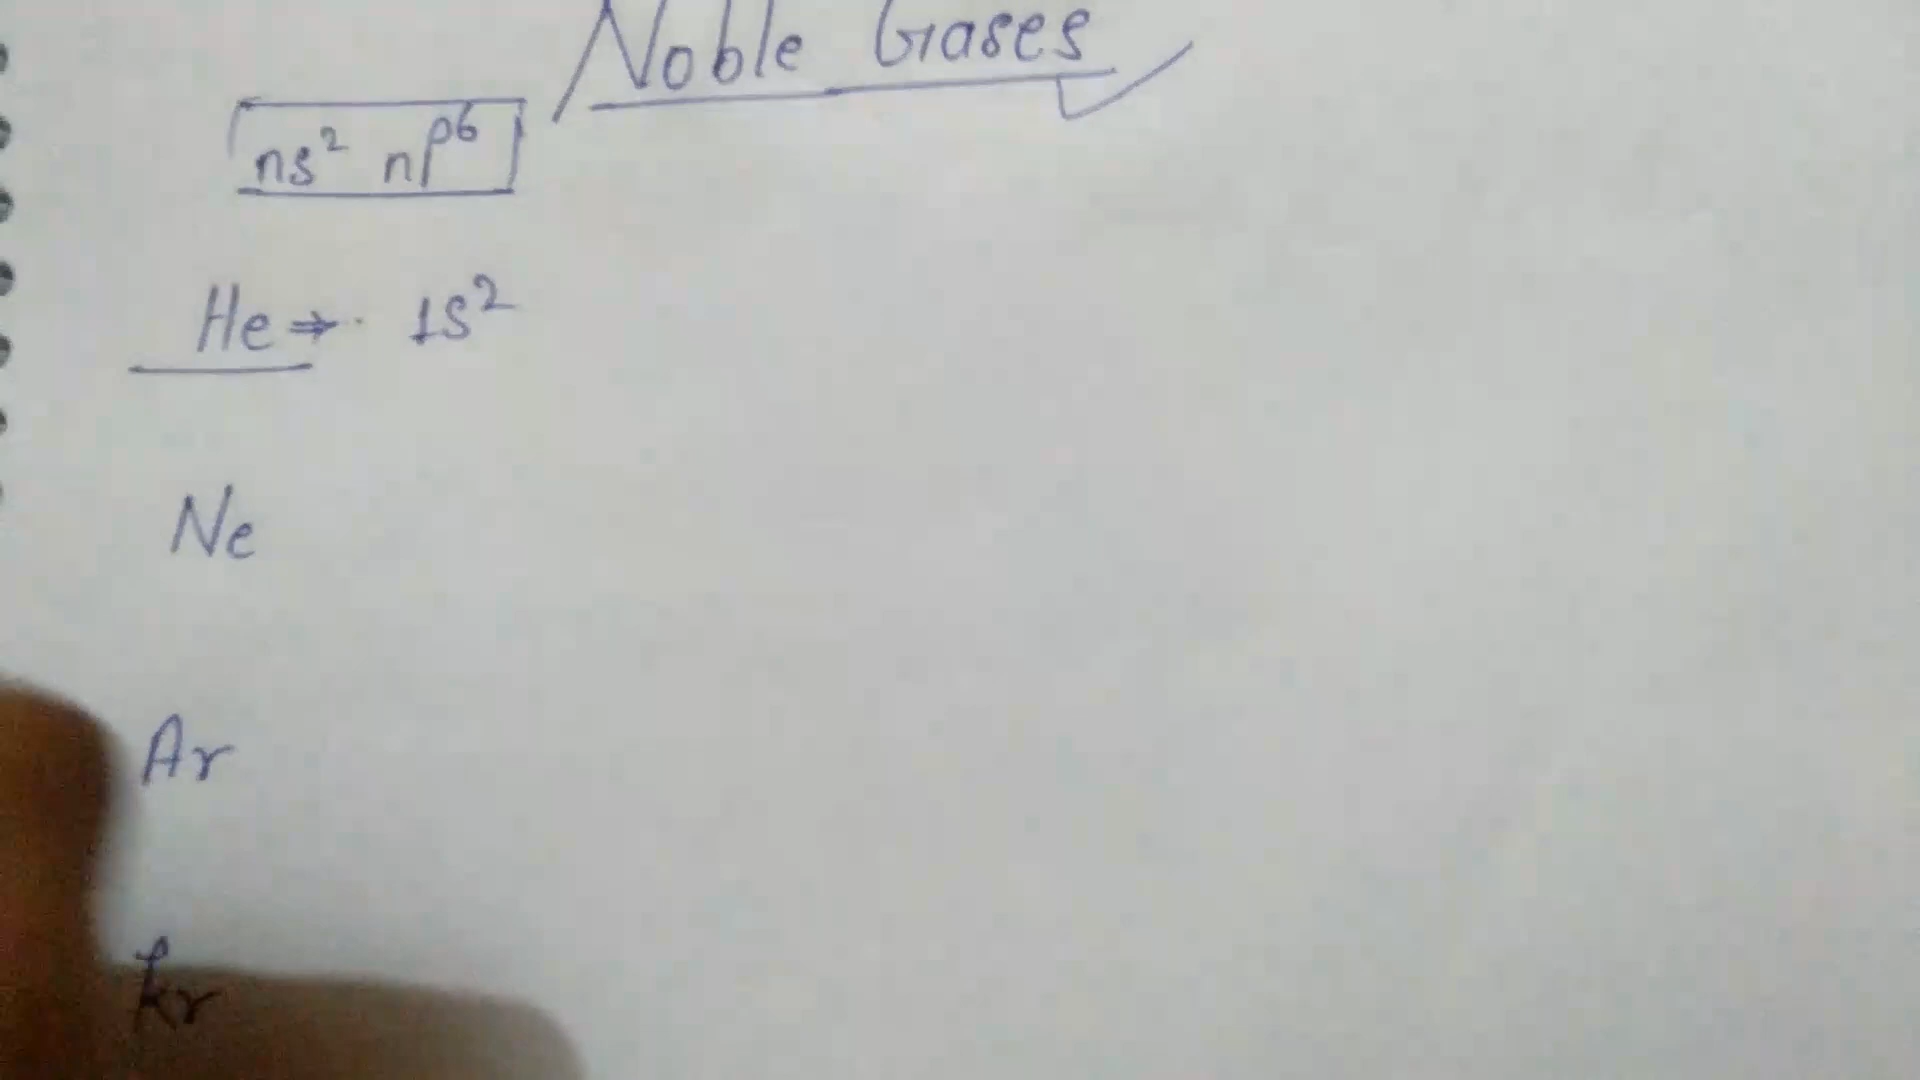 Noble Gases
ns² np⁶
He ⇒ 1s²
Ne
Ar
Kr